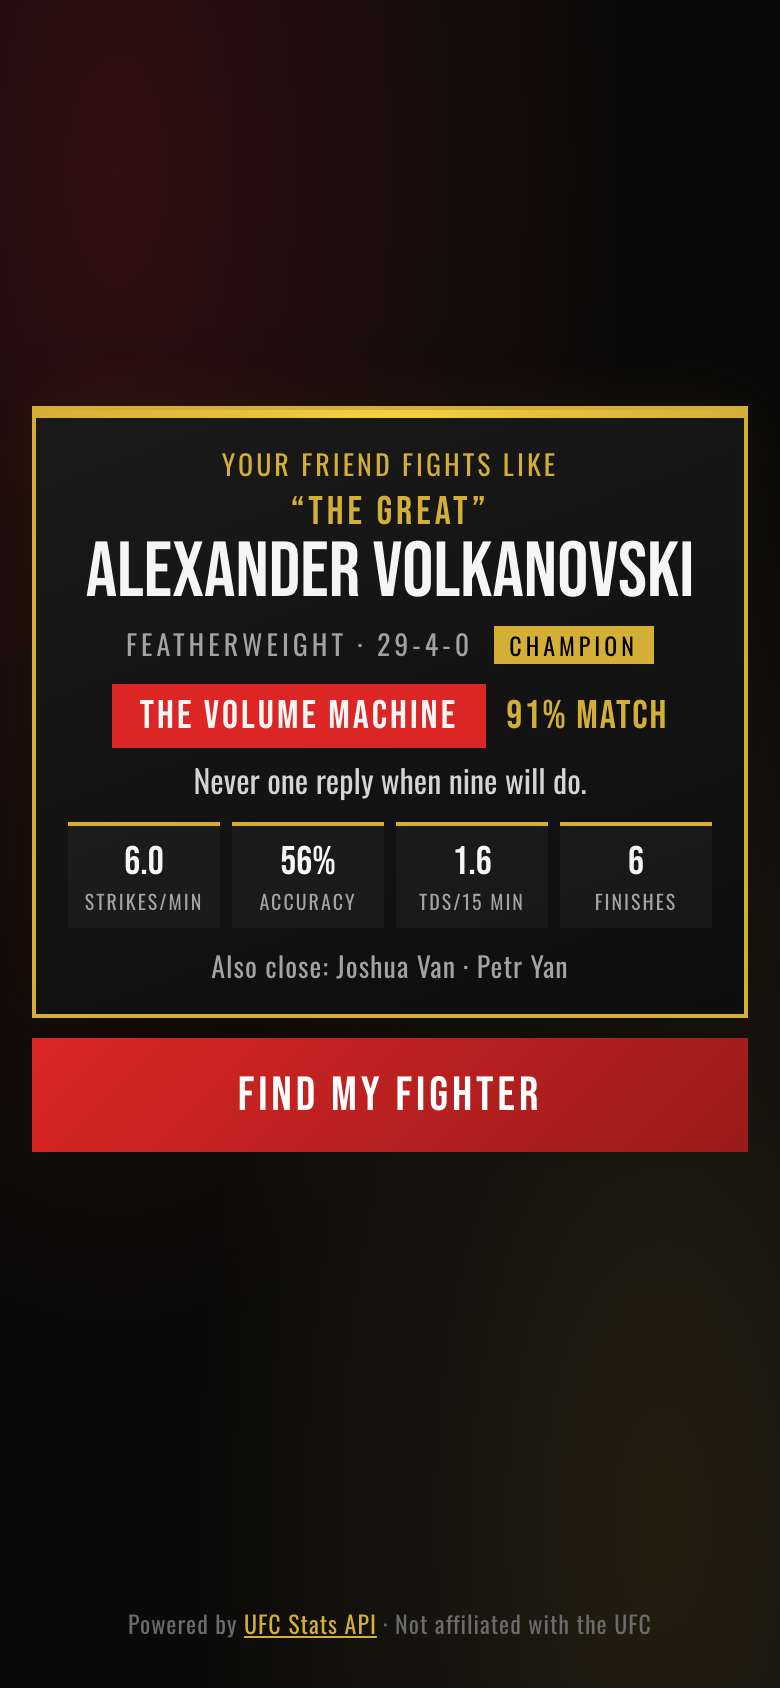 YOUR FRIEND FIGHTS LIKE
“THE GREAT”
ALEXANDER VOLKANOVSKI
FEATHERWEIGHT · 29-4-0 CHAMPION
THE VOLUME MACHINE 91% MATCH
Never one reply when nine will do.
6.0 56% 1.6 6
STRIKES/MIN ACCURACY TDS/15 MIN FINISHES
Also close: Joshua Van · Petr Yan
FIND MY FIGHTER
Powered by UFC Stats API · Not affiliated with the UFC